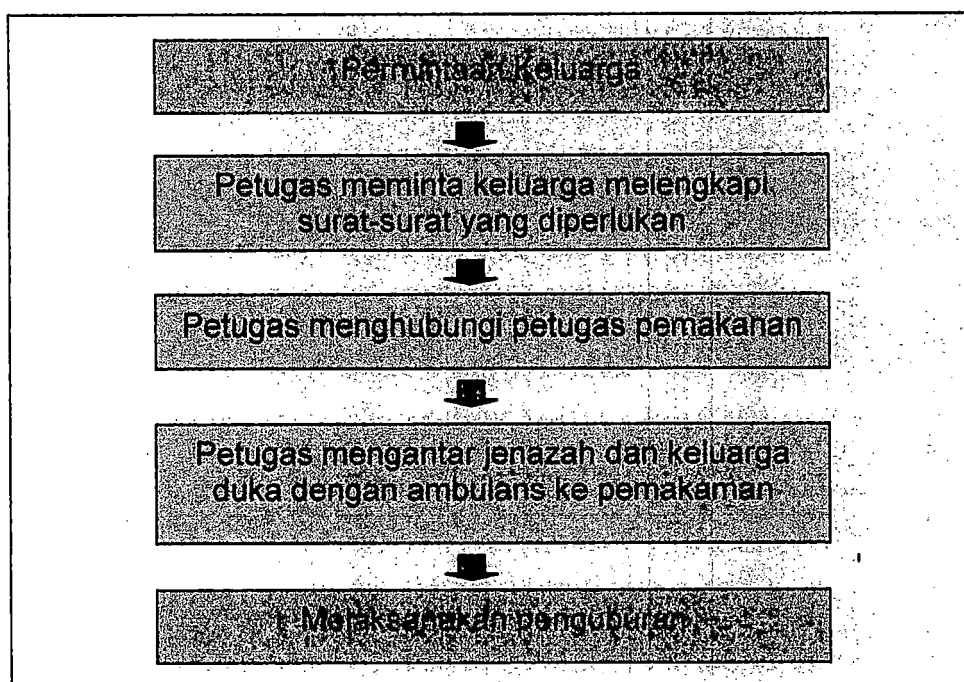 Permintaan Keluarga
Petugas meminta keluarga melengkapi
surat-surat yang diperlukan
Petugas menghubungi petugas pemakanan
Petugas mengantar jenazah dan keluarga
duka dengan ambulans ke pemakaman
Melaksanakan penguburan